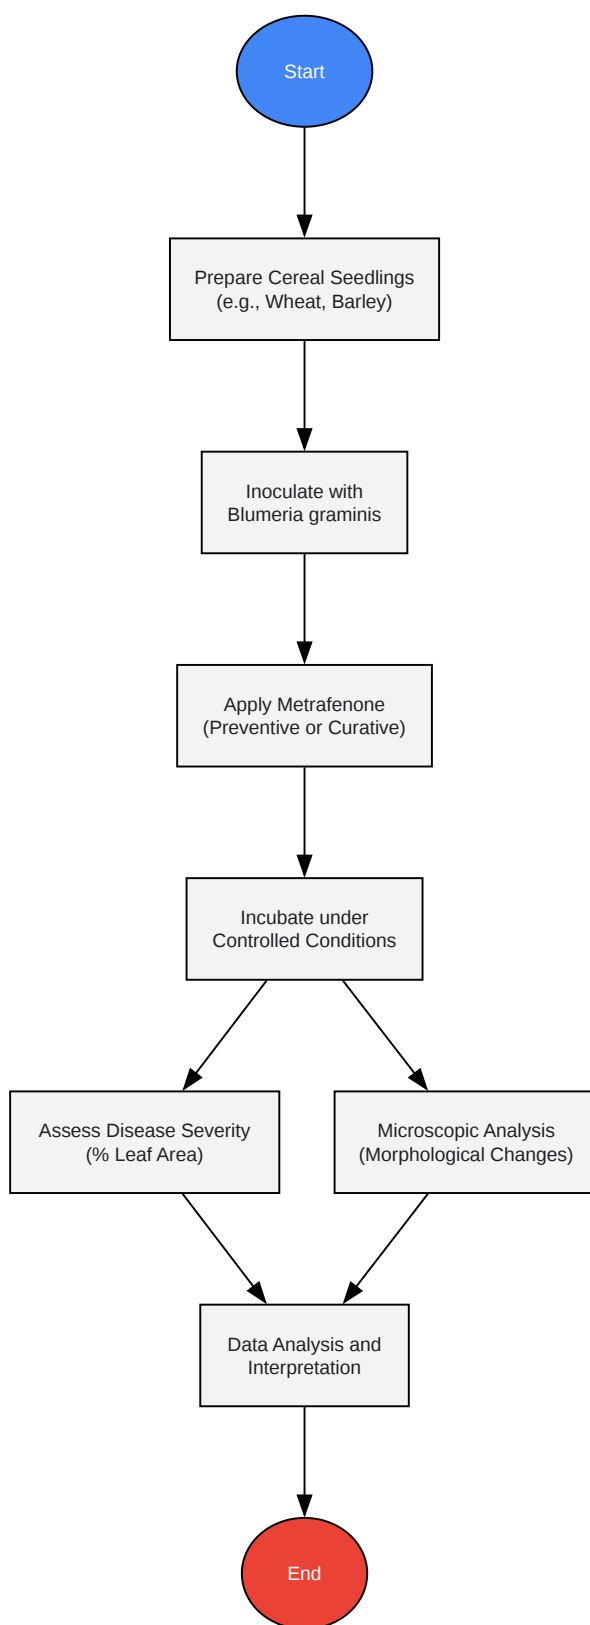 Start
Prepare Cereal Seedlings
(e.g., Wheat, Barley)
Inoculate with
Blumeria graminis
Apply Metrafenone
(Preventive or Curative)
Incubate under
Controlled Conditions
Assess Disease Severity
(% Leaf Area)
Microscopic Analysis
(Morphological Changes)
Data Analysis and
Interpretation
End